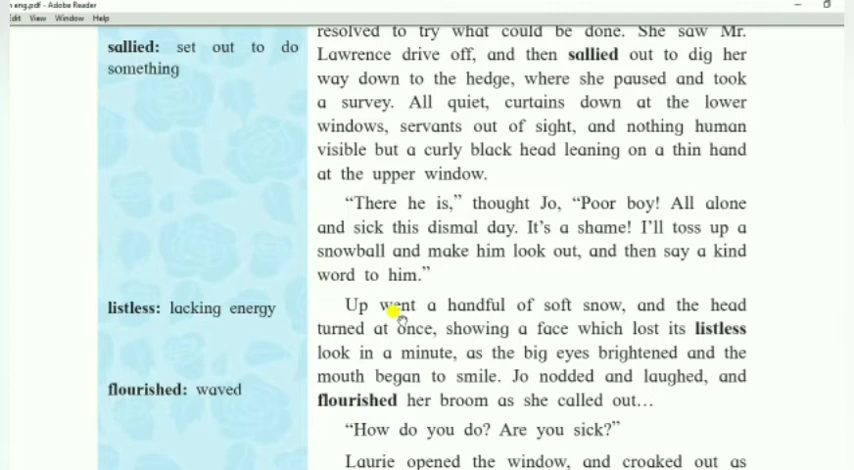 eng.pdf - Adobe Reader
Edit View Window Help
sallied: set out to do
something
listless: lacking energy
flourished: waved
resolved to try what could be done. She saw Mr.
Lawrence drive off, and then sallied out to dig her
way down to the hedge, where she paused and took
a survey. All quiet, curtains down at the lower
windows, servants out of sight, and nothing human
visible but a curly black head leaning on a thin hand
at the upper window.
“There he is,” thought Jo, “Poor boy! All alone
and sick this dismal day. It’s a shame! I’ll toss up a
snowball and make him look out, and then say a kind
word to him.”
Up went a handful of soft snow, and the head
turned at once, showing a face which lost its listless
look in a minute, as the big eyes brightened and the
mouth began to smile. Jo nodded and laughed, and
flourished her broom as she called out…
“How do you do? Are you sick?”
Laurie opened the window, and croaked out as